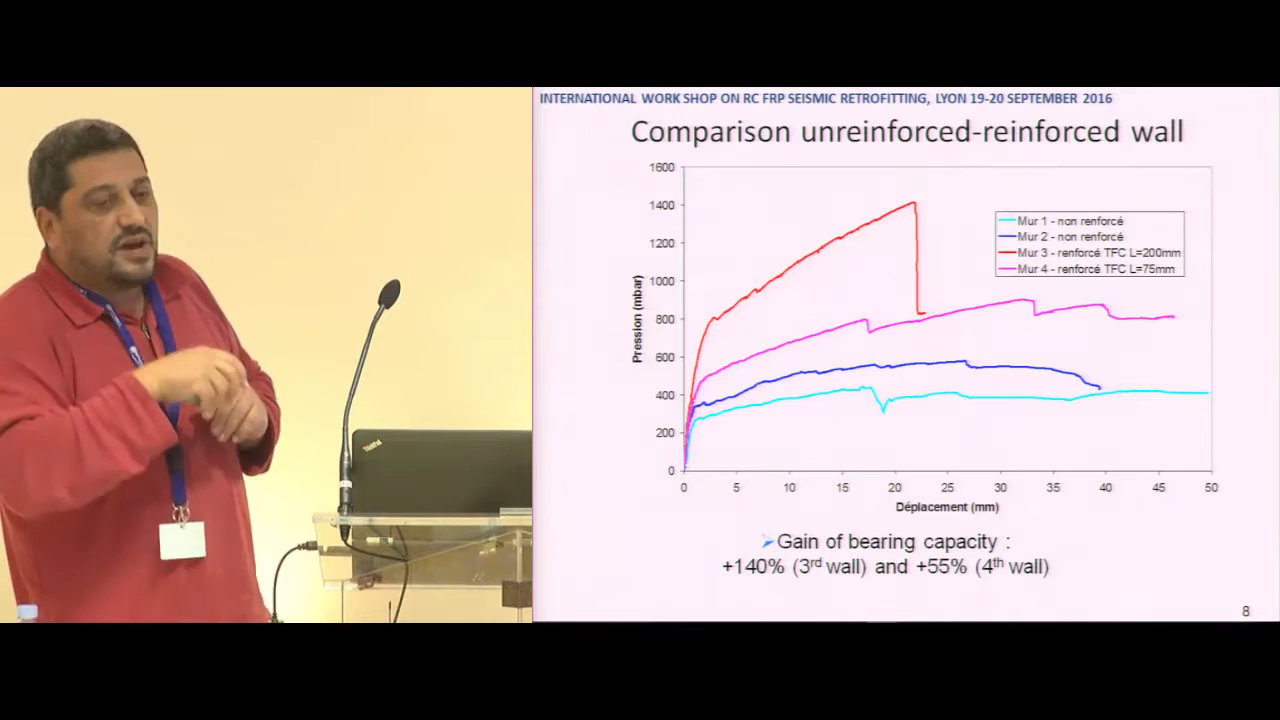 INTERNATIONAL WORK SHOP ON RC FRP SEISMIC RETROFITTING, LYON 19-20 SEPTEMBER 2016
Comparison unreinforced-reinforced wall
1600
1400
1200
1000
800
600
400
200
0
Pression (mbar)
Mur 1 - non renforcé
Mur 2 - non renforcé
Mur 3 - renforcé TFC L=200mm
Mur 4 - renforcé TFC L=75mm
0 5 10 15 20 25 30 35 40 45 50
Déplacement (mm)
Gain of bearing capacity :
+140% (3rd wall) and +55% (4th wall)
8
ThinkPad